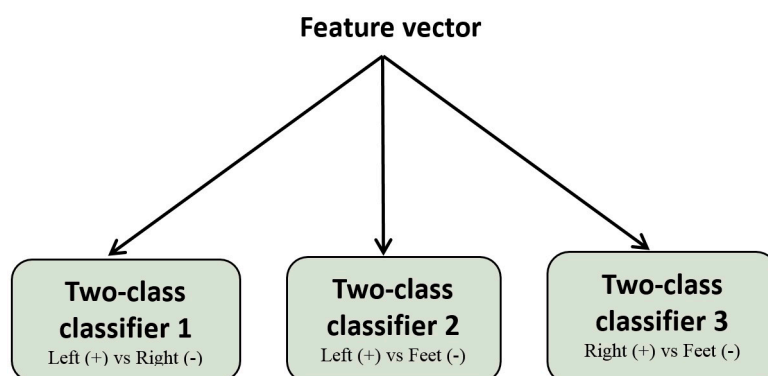 Feature vector
Two-class
classifier 1
Left (+) vs Right (-)
Two-class
classifier 2
Left (+) vs Feet (-)
Two-class
classifier 3
Right (+) vs Feet (-)